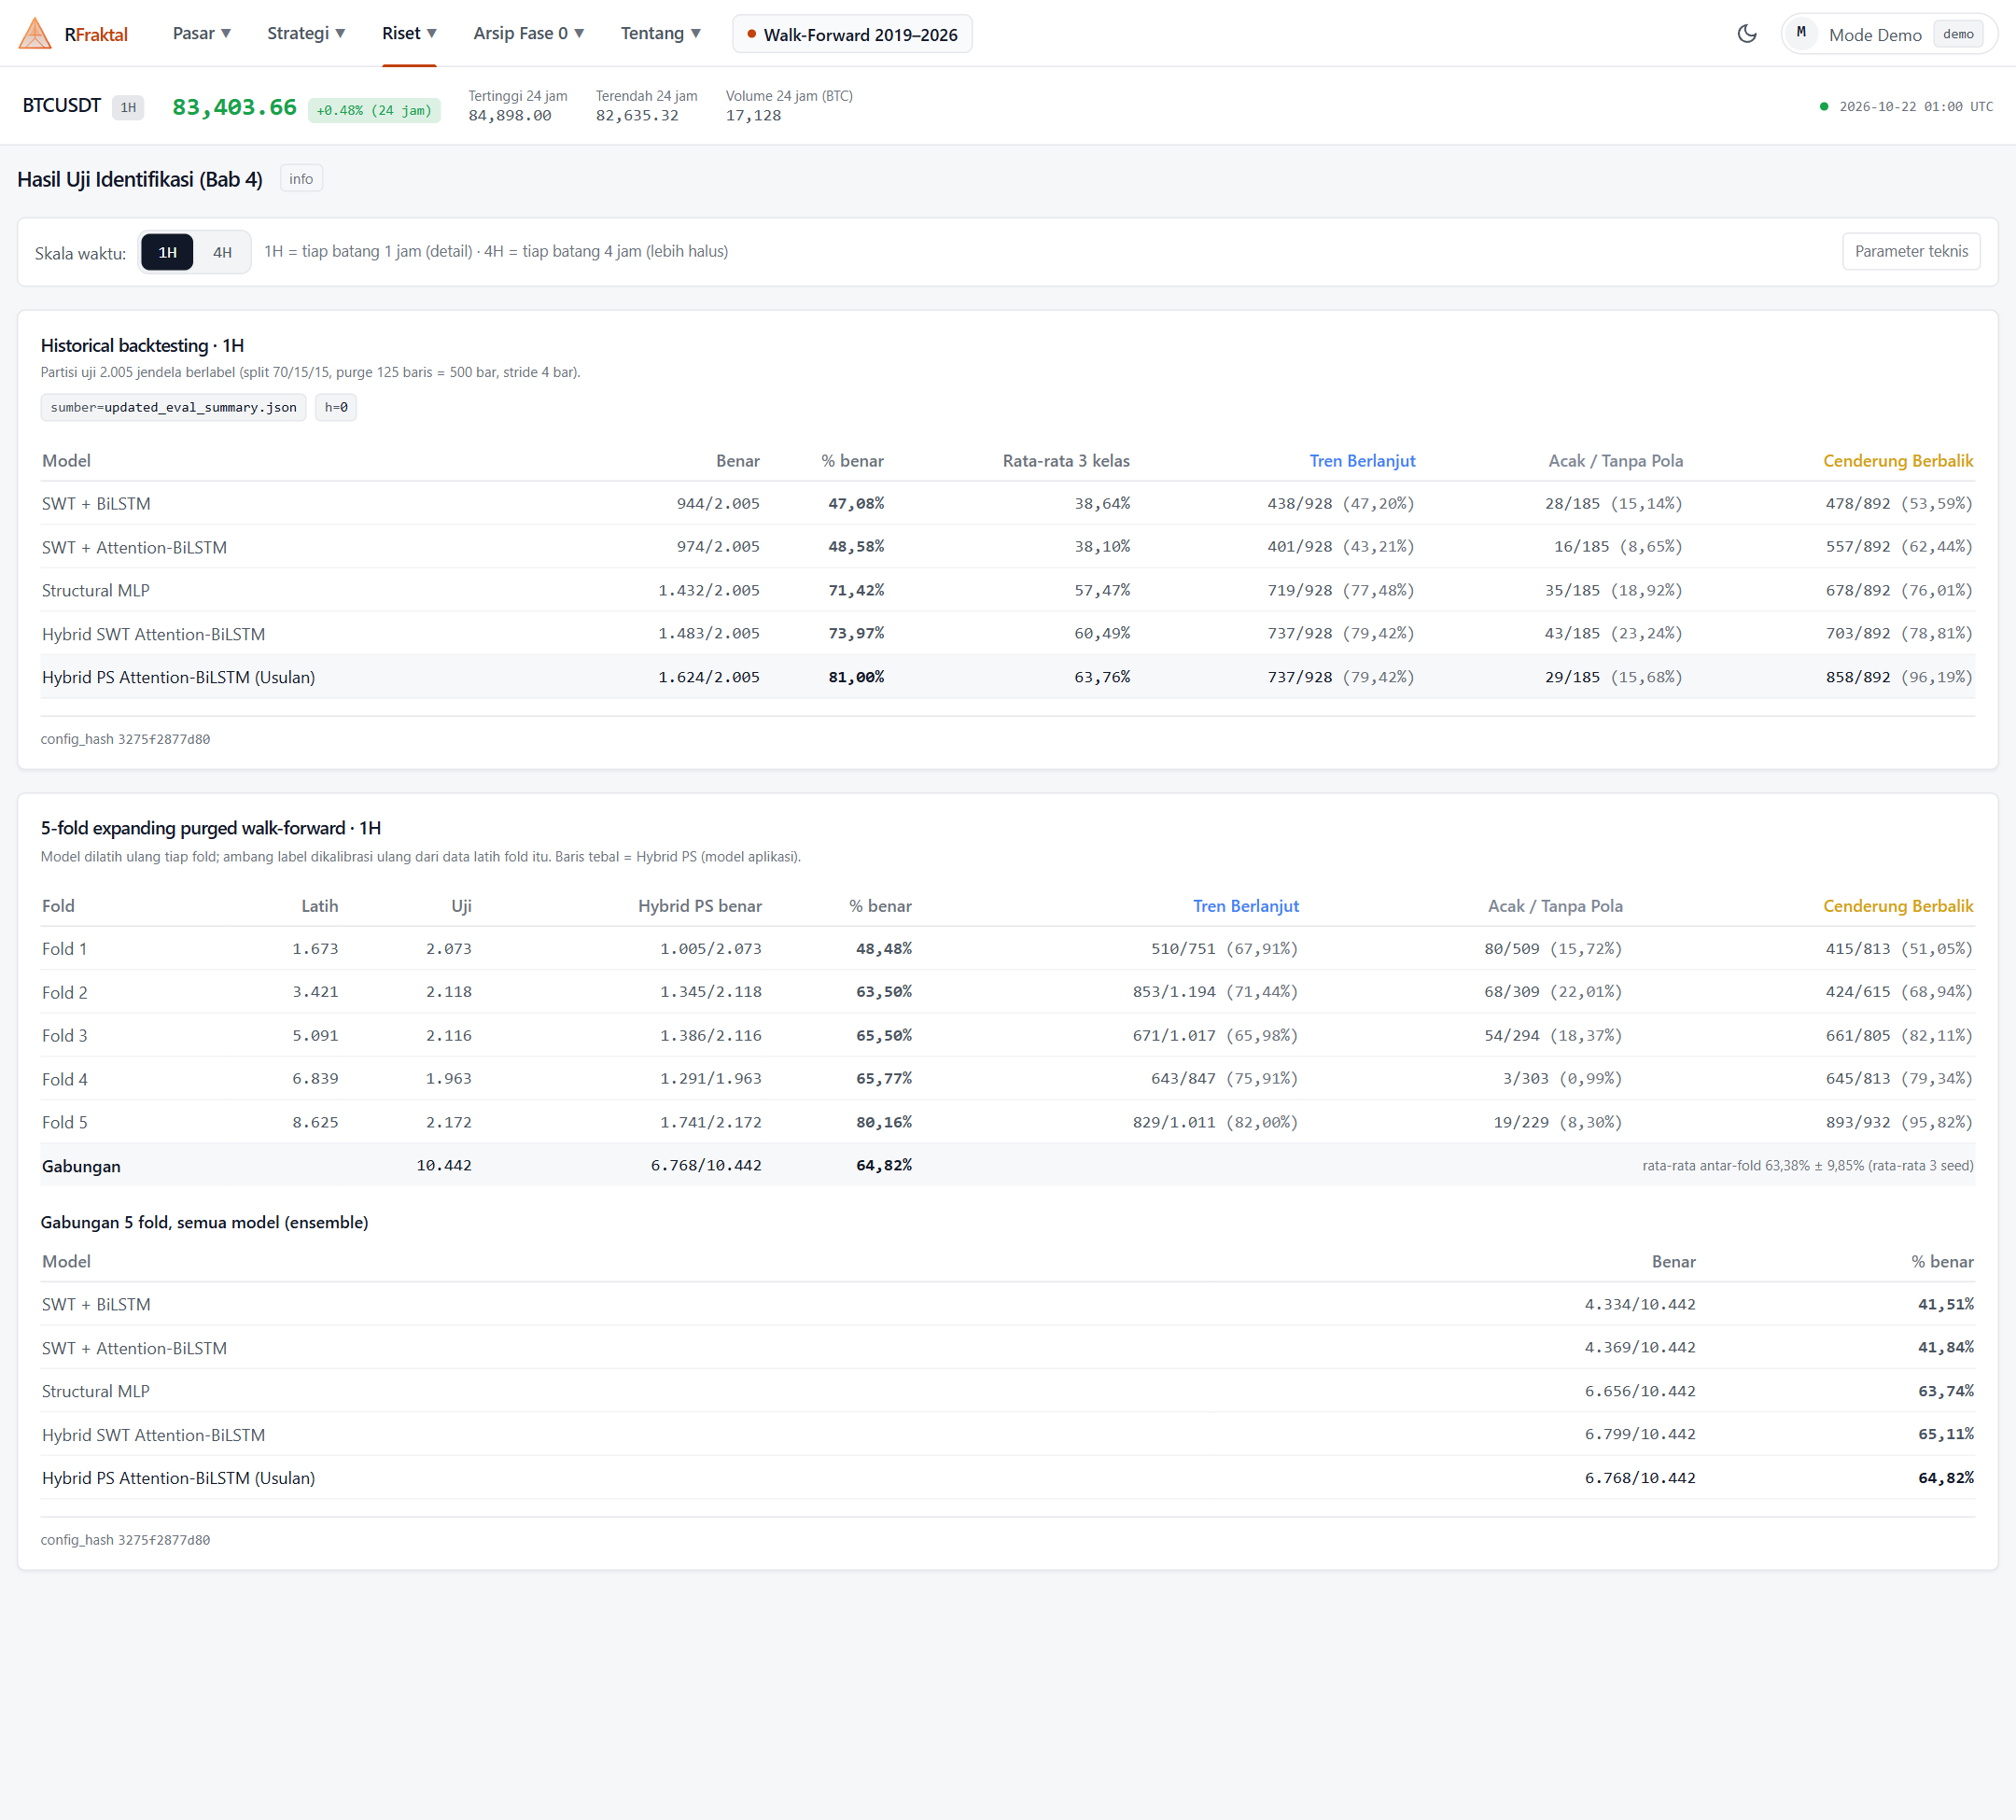 RFraktal Pasar ▼ Strategi ▼ Riset ▼ Arsip Fase 0 ▼ Tentang ▼ Walk-Forward 2019–2026 M Mode Demo demo
BTCUSDT 1H 83,403.66 +0.48% (24 jam) Tertinggi 24 jam 84,898.00 Terendah 24 jam 82,635.32 Volume 24 jam (BTC) 17,128 2026-10-22 01:00 UTC
Hasil Uji Identifikasi (Bab 4) info
Skala waktu: 1H 4H 1H = tiap batang 1 jam (detail) · 4H = tiap batang 4 jam (lebih halus) Parameter teknis
Historical backtesting · 1H
Partisi uji 2.005 jendela berlabel (split 70/15/15, purge 125 baris = 500 bar, stride 4 bar).
sumber=updated_eval_summary.json h=0
Model Benar % benar Rata-rata 3 kelas Tren Berlanjut Acak / Tanpa Pola Cenderung Berbalik
SWT + BiLSTM 944/2.005 47,08% 38,64% 438/928 (47,20%) 28/185 (15,14%) 478/892 (53,59%)
SWT + Attention-BiLSTM 974/2.005 48,58% 38,10% 401/928 (43,21%) 16/185 (8,65%) 557/892 (62,44%)
Structural MLP 1.432/2.005 71,42% 57,47% 719/928 (77,48%) 35/185 (18,92%) 678/892 (76,01%)
Hybrid SWT Attention-BiLSTM 1.483/2.005 73,97% 60,49% 737/928 (79,42%) 43/185 (23,24%) 703/892 (78,81%)
Hybrid PS Attention-BiLSTM (Usulan) 1.624/2.005 81,00% 63,76% 737/928 (79,42%) 29/185 (15,68%) 858/892 (96,19%)
config_hash 3275f2877d80
5-fold expanding purged walk-forward · 1H
Model dilatih ulang tiap fold; ambang label dikalibrasi ulang dari data latih fold itu. Baris tebal = Hybrid PS (model aplikasi).
Fold Latih Uji Hybrid PS benar % benar Tren Berlanjut Acak / Tanpa Pola Cenderung Berbalik
Fold 1 1.673 2.073 1.005/2.073 48,48% 510/751 (67,91%) 80/509 (15,72%) 415/813 (51,05%)
Fold 2 3.421 2.118 1.345/2.118 63,50% 853/1.194 (71,44%) 68/309 (22,01%) 424/615 (68,94%)
Fold 3 5.091 2.116 1.386/2.116 65,50% 671/1.017 (65,98%) 54/294 (18,37%) 661/805 (82,11%)
Fold 4 6.839 1.963 1.291/1.963 65,77% 643/847 (75,91%) 3/303 (0,99%) 645/813 (79,34%)
Fold 5 8.625 2.172 1.741/2.172 80,16% 829/1.011 (82,00%) 19/229 (8,30%) 893/932 (95,82%)
Gabungan 10.442 6.768/10.442 64,82% rata-rata antar-fold 63,38% ± 9,85% (rata-rata 3 seed)
Gabungan 5 fold, semua model (ensemble)
Model Benar % benar
SWT + BiLSTM 4.334/10.442 41,51%
SWT + Attention-BiLSTM 4.369/10.442 41,84%
Structural MLP 6.656/10.442 63,74%
Hybrid SWT Attention-BiLSTM 6.799/10.442 65,11%
Hybrid PS Attention-BiLSTM (Usulan) 6.768/10.442 64,82%
config_hash 3275f2877d80